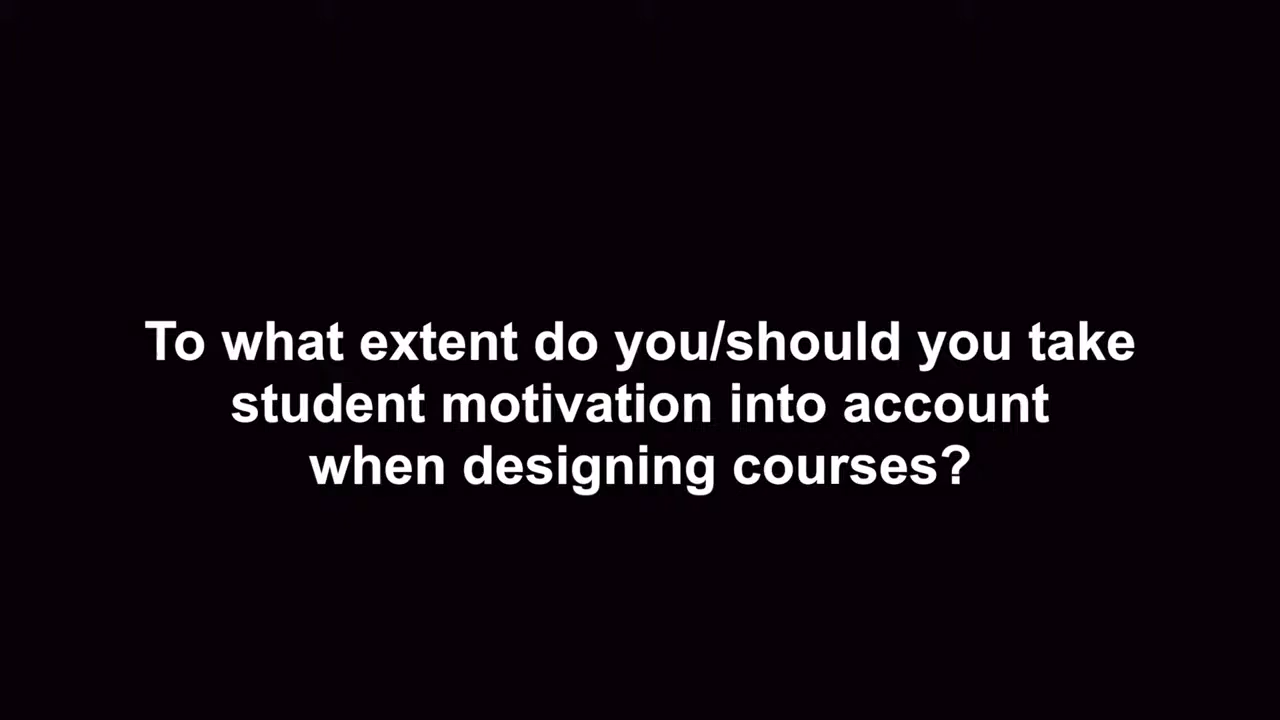 To what extent do you/should you take
student motivation into account
when designing courses?